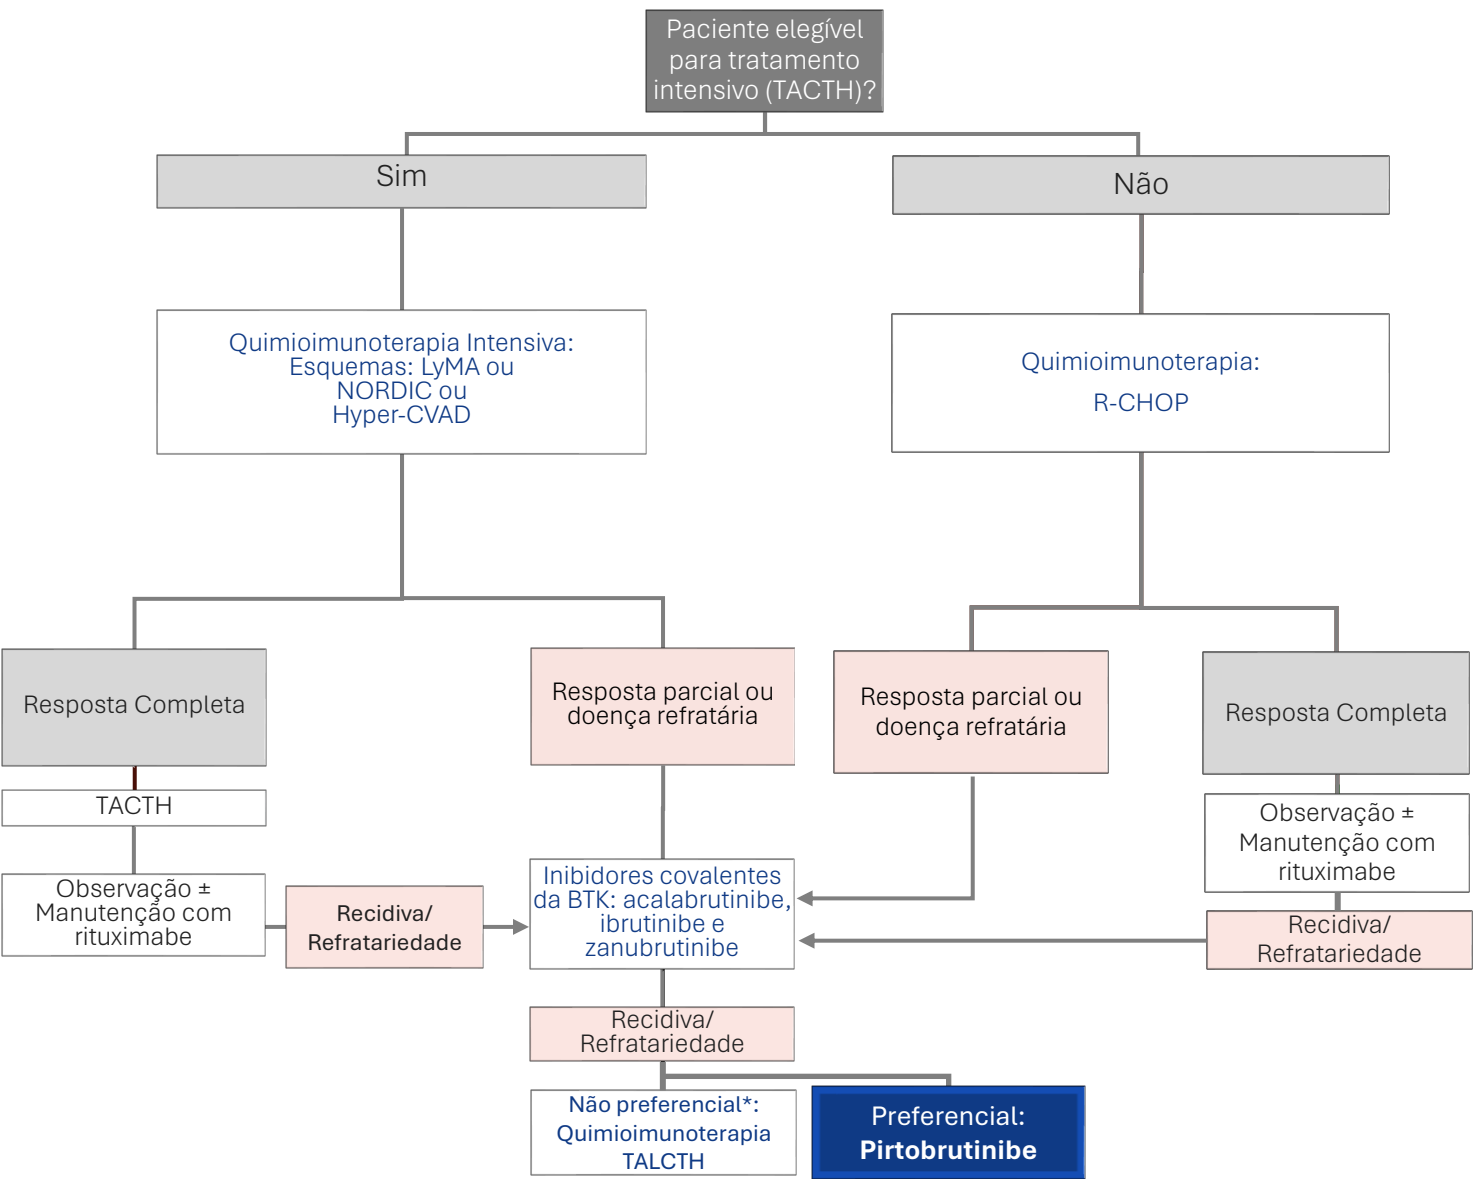 Paciente elegível
para tratamento
intensivo (TACTH)?
Sim
Não
Quimioimunoterapia Intensiva:
Esquemas: LyMA ou
NORDIC ou
Hyper-CVAD
Quimioimunoterapia:
R-CHOP
Resposta Completa
Resposta parcial ou
doença refratária
Resposta parcial ou
doença refratária
Resposta Completa
TACTH
Observação ±
Manutenção com
rituximabe
Observação ±
Manutenção com
rituximabe
Recidiva/
Refratariedade
Inibidores covalentes
da BTK: acalabrutinibe,
ibrutinibe e
zanubrutinibe
Recidiva/
Refratariedade
Recidiva/
Refratariedade
Não preferencial*:
Quimioimunoterapia
TALCTH
Preferencial:
Pirtobrutinibe